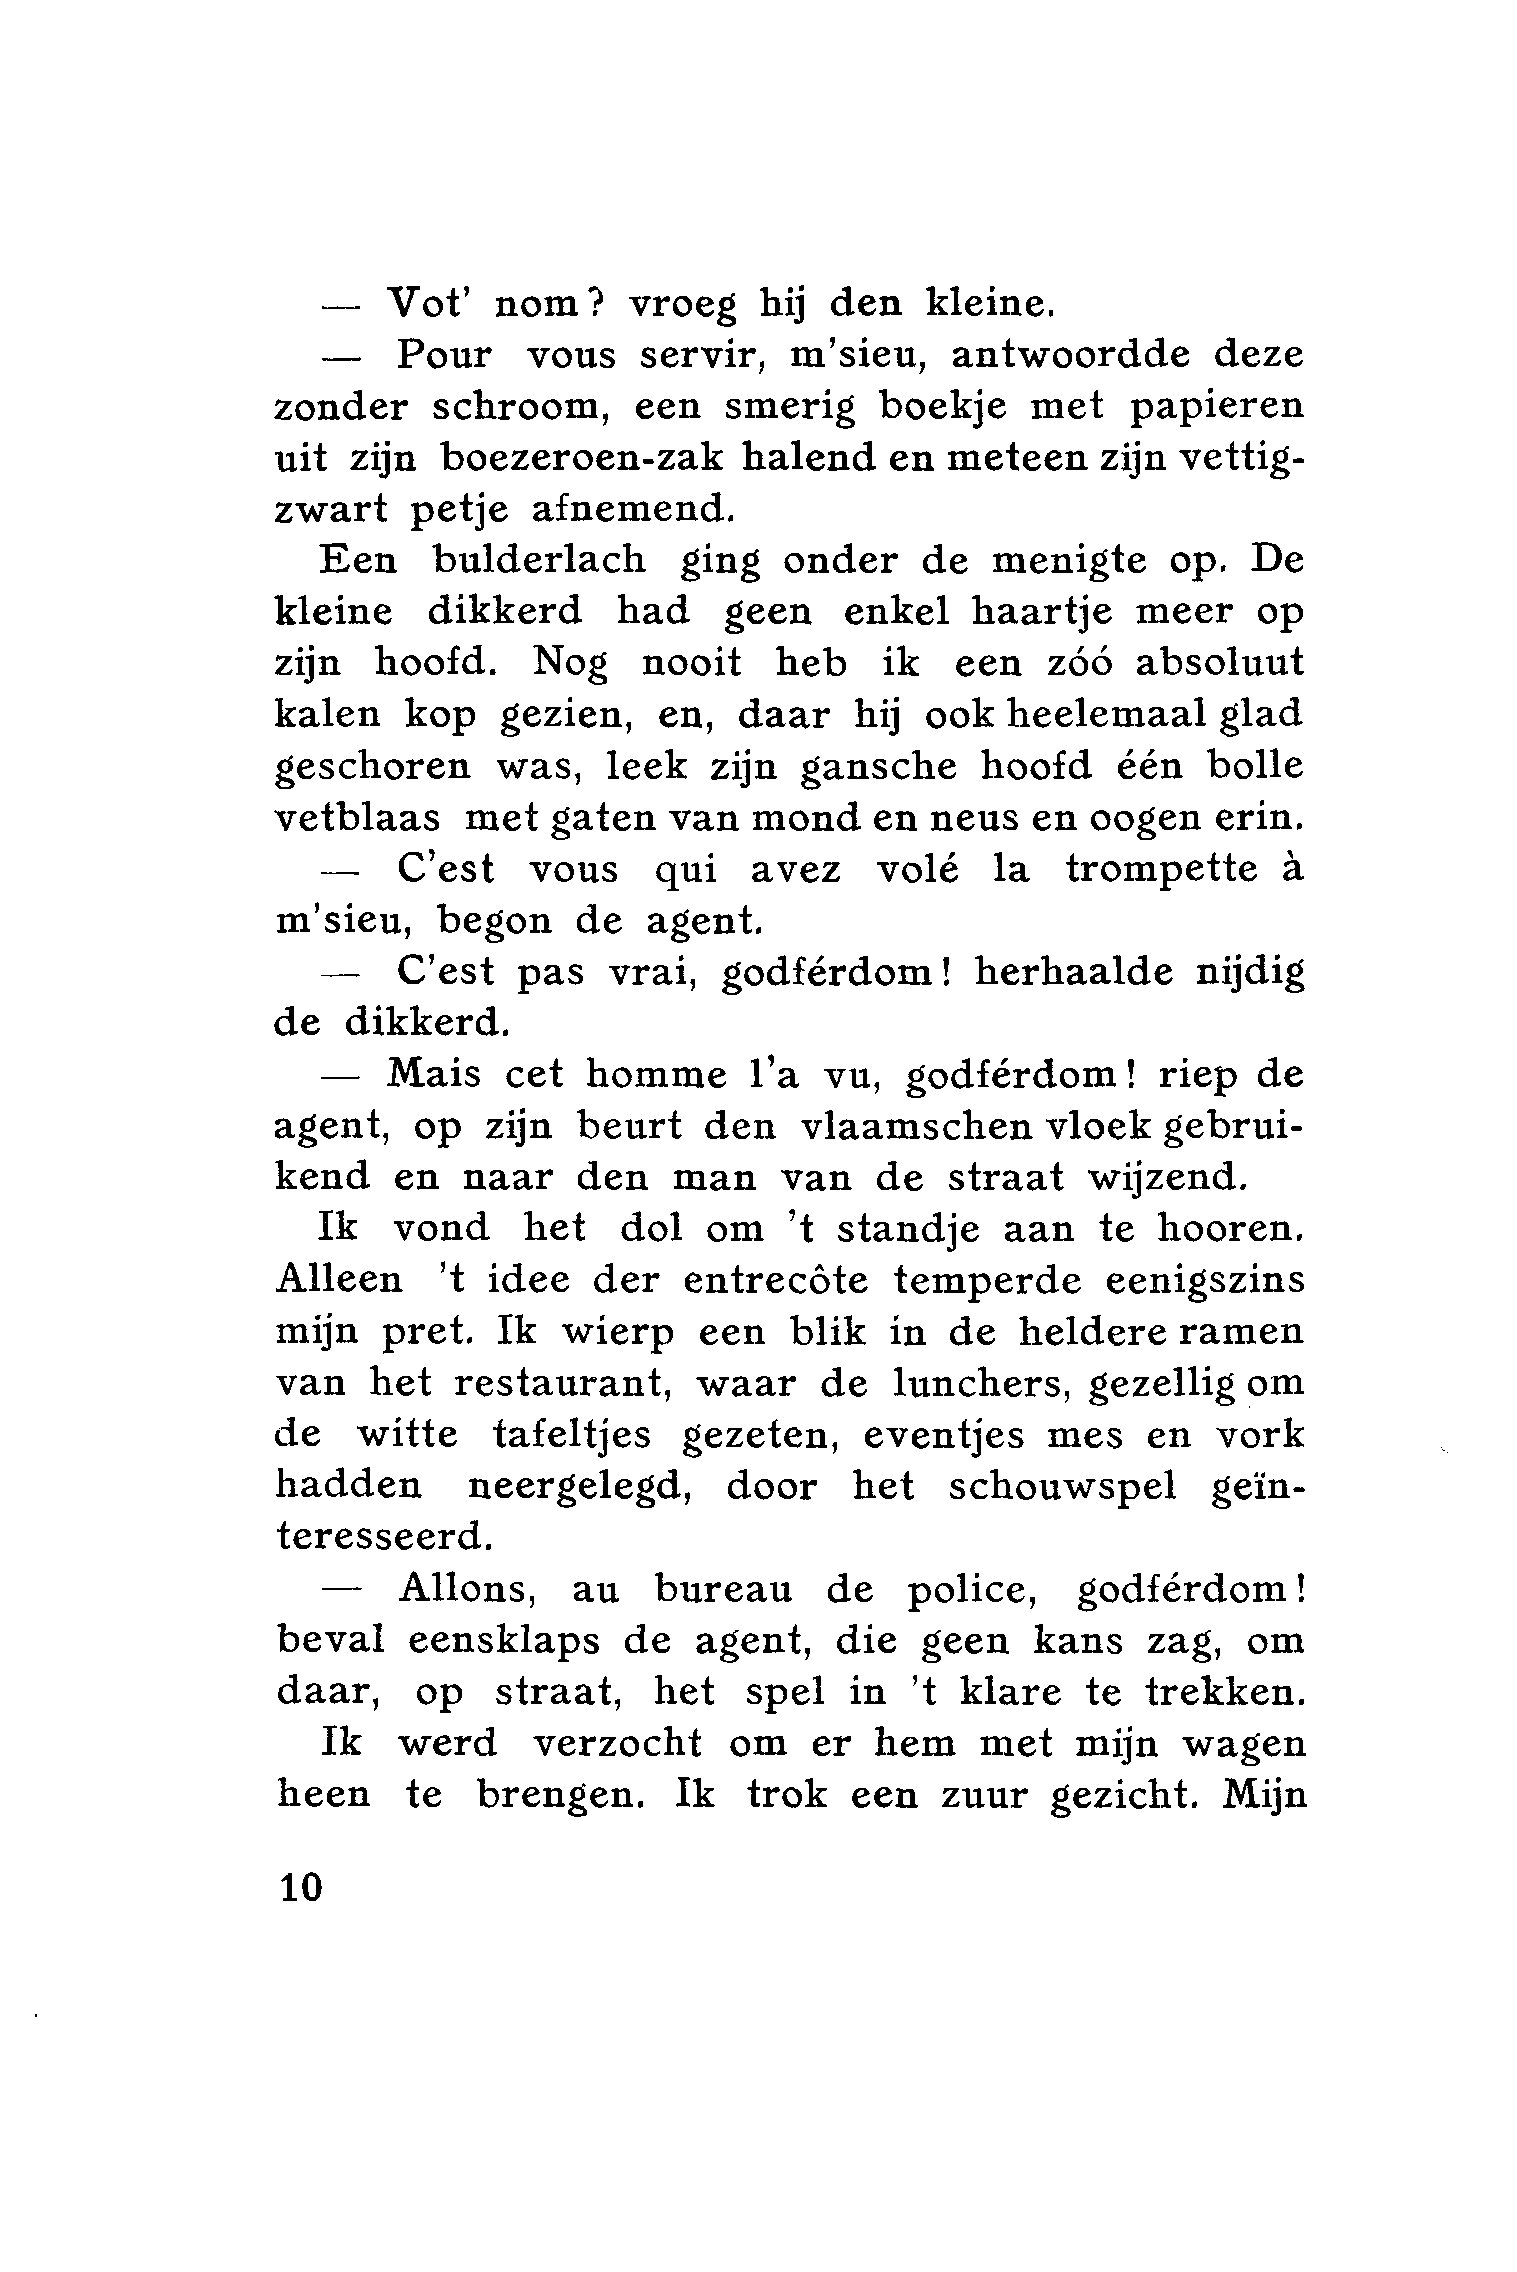 — Vot' nom? vroeg hij den kleine.
— Pour vous servir, m'sieu, antwoordde deze
zonder schroom, een smerig boekje met papieren
uit zijn boezeroen-zak halend en meteen zijn vettig-
zwart petje afnemend.
Een bulderlach ging onder de menigte op. De
kleine dikkerd had geen enkel haartje meer op
zijn hoofd. Nog nooit heb ik een zóó absoluut
kalen kop gezien, en, daar hij ook heelemaal glad
geschoren was, leek zijn gansche hoofd één bolle
vetblaas met gaten van mond en neus en oogen erin.
— C'est vous qui avez volé la trompette à
m'sieu, begon de agent.
— C'est pas vrai, godférdom! herhaalde nijdig
de dikkerd.
— Mais cet homme l'a vu, godférdom! riep de
agent, op zijn beurt den vlaamschen vloek gebrui-
kend en naar den man van de straat wijzend.
Ik vond het dol om 't standje aan te hooren.
Alleen 't idee der entrecôte temperde eenigszins
mijn pret. Ik wierp een blik in de heldere ramen
van het restaurant, waar de lunchers, gezellig om
de witte tafeltjes gezeten, eventjes mes en vork
hadden neergelegd, door het schouwspel geïn-
teresseerd.
— Allons, au bureau de police, godférdom!
beval eensklaps de agent, die geen kans zag, om
daar, op straat, het spel in 't klare te trekken.
Ik werd verzocht om er hem met mijn wagen
heen te brengen. Ik trok een zuur gezicht. Mijn
10